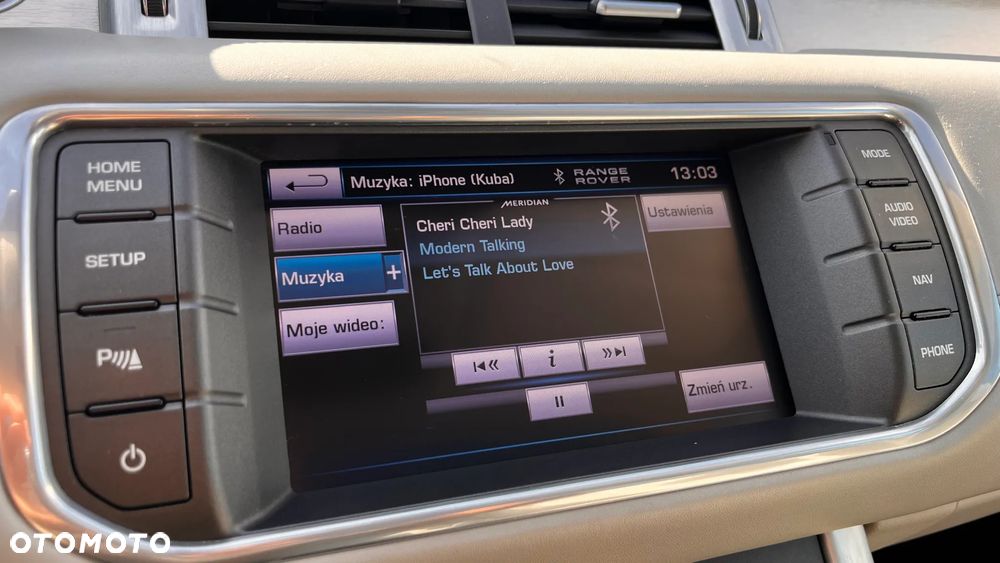 HOME
MENU
SETUP
P
Muzyka: iPhone (Kuba)
RANGE
ROVER
13:03
Radio
Muzyka +
Moje wideo:
MERIDIAN
Cheri Cheri Lady
Modern Talking
Let's Talk About Love
Ustawienia
i
Zmień urz.
MODE
AUDIO
VIDEO
NAV
PHONE
OTOMOTO